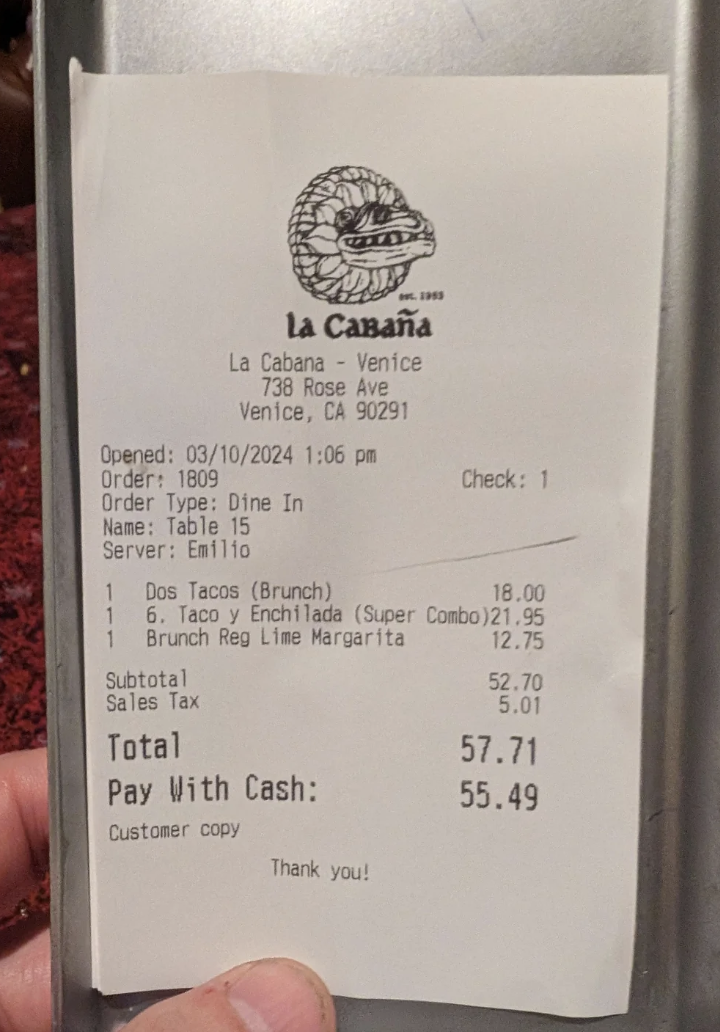 est. 1963
la Cabaña
La Cabana - Venice
738 Rose Ave
Venice, CA 90291
Opened: 03/10/2024 1:06 pm
Order: 1809 Check: 1
Order Type: Dine In
Name: Table 15
Server: Emilio
1 Dos Tacos (Brunch) 18.00
1 6. Taco y Enchilada (Super Combo)21.95
1 Brunch Reg Lime Margarita 12.75
Subtotal 52.70
Sales Tax 5.01
Total 57.71
Pay With Cash: 55.49
Customer copy
Thank you!